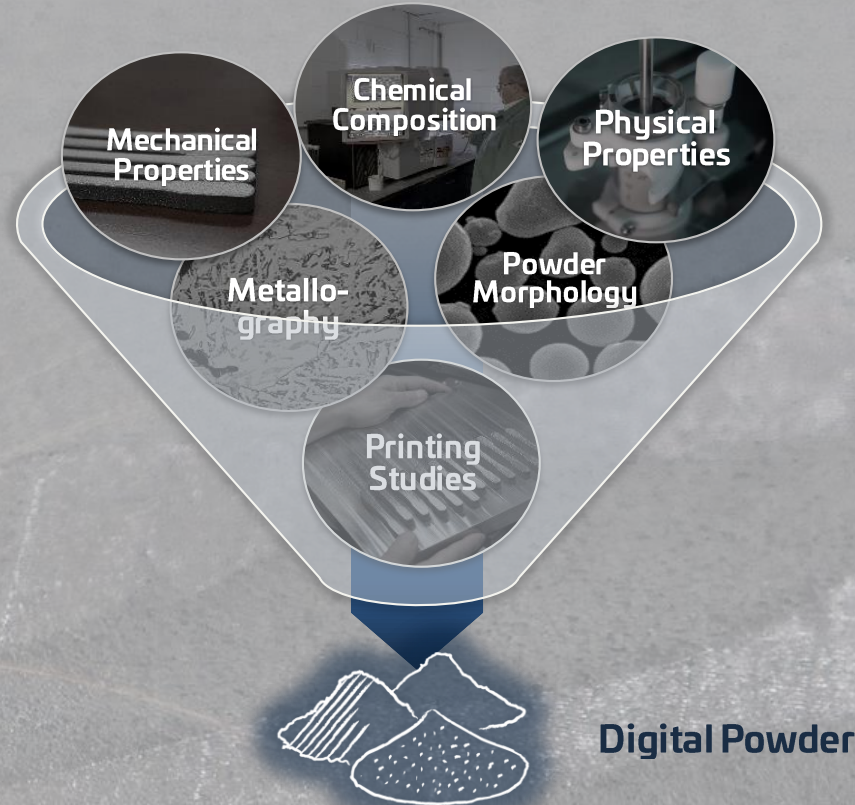 Chemical
Composition
Mechanical
Properties
Physical
Properties
Metallo-
graphy
Powder
Morphology
Printing
Studies
Digital Powder